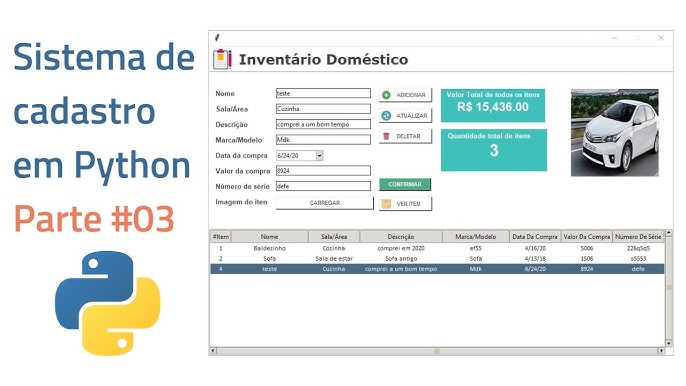 Sistema de
cadastro
em Python
Parte #03
Inventário Doméstico
Nome teste
Sala/Área Cuzinha
Descrição comprei a um bom tempo
Marca/Modelo Mdk
Data da compra 6/24/20
Valor da compra 8924
Número de série defe
Imagem do iten CARREGAR
ADICIONAR
ATUALIZAR
DELETAR
CONFIRMAR
VER ITEM
Valor Total de todos os itens
R$ 15,436.00
Quantidade total de itens
3
#Item Nome Sala/Área Descrição Marca/Modelo Data Da Compra Valor Da Compra Número De Série
1 Baldezinho Cozinha comprei em 2020 ef55 4/16/20 5006 226q5q5
2 Sofa Sala de estar Sofa antigo Sofa 4/13/18 1506 s5553
4 teste Cuzinha comprei a um bom tempo Mdk 6/24/20 8924 defe